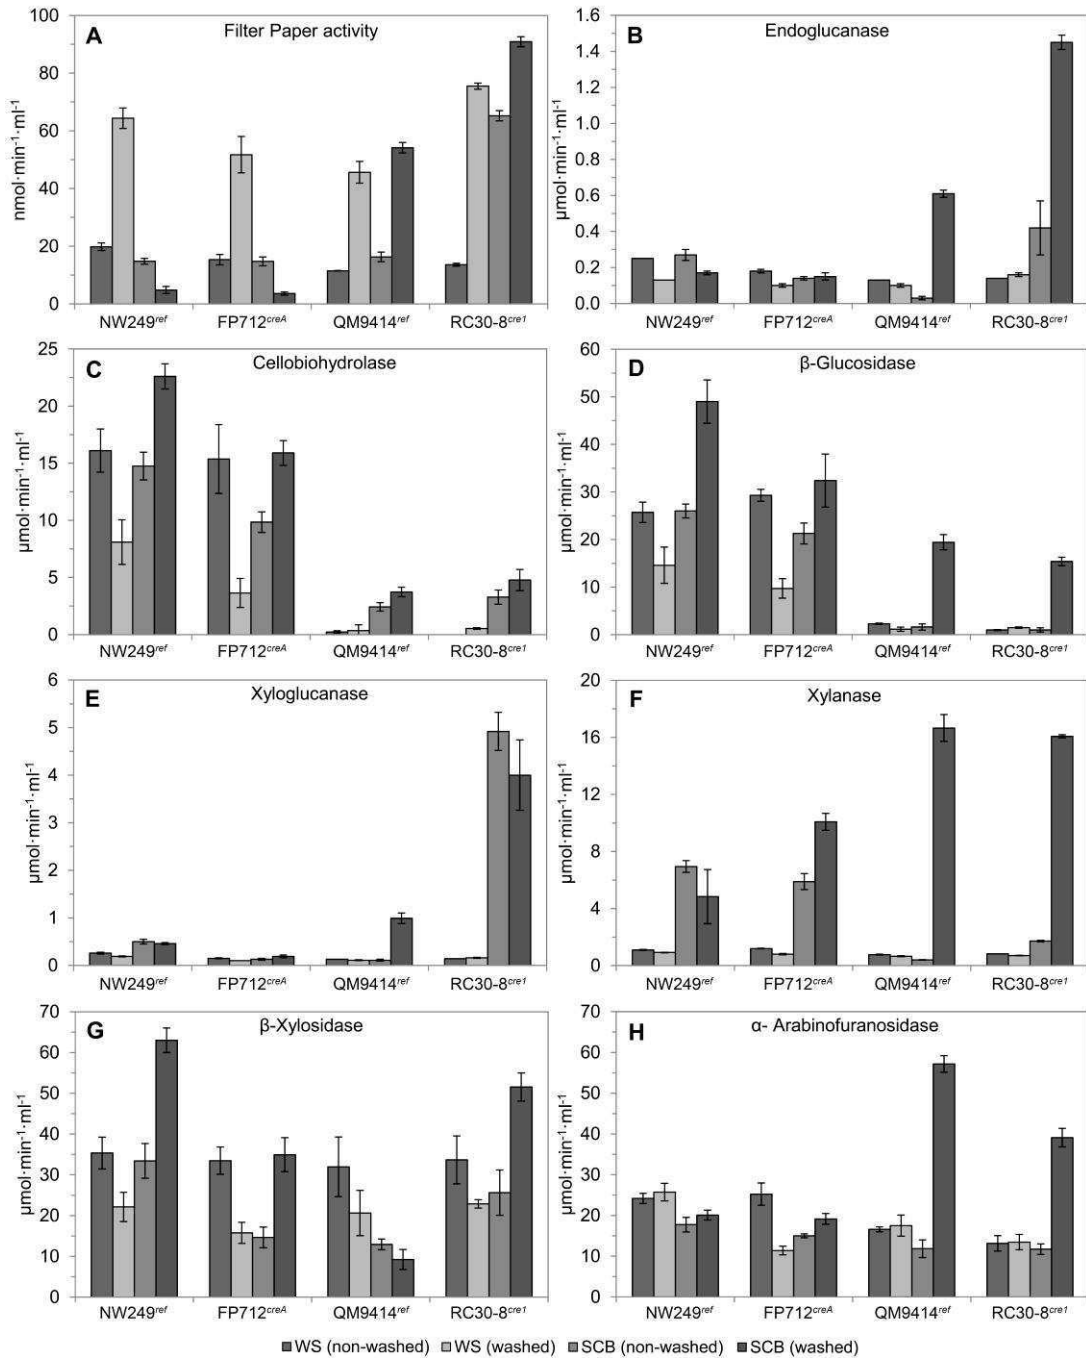 A Filter Paper activity
nmol·min⁻¹·ml⁻¹
100
80
60
40
20
0
NW249ref FP712creA QM9414ref RC30-8cre1
B Endoglucanase
µmol·min⁻¹·ml⁻¹
1.6
1.4
1.2
1.0
0.8
0.6
0.4
0.2
0.0
NW249ref FP712creA QM9414ref RC30-8cre1
C Cellobiohydrolase
µmol·min⁻¹·ml⁻¹
25
20
15
10
5
0
NW249ref FP712creA QM9414ref RC30-8cre1
D β-Glucosidase
µmol·min⁻¹·ml⁻¹
60
50
40
30
20
10
0
NW249ref FP712creA QM9414ref RC30-8cre1
E Xyloglucanase
µmol·min⁻¹·ml⁻¹
6
5
4
3
2
1
0
NW249ref FP712creA QM9414ref RC30-8cre1
F Xylanase
µmol·min⁻¹·ml⁻¹
20
16
12
8
4
0
NW249ref FP712creA QM9414ref RC30-8cre1
G β-Xylosidase
µmol·min⁻¹·ml⁻¹
70
60
50
40
30
20
10
0
NW249ref FP712creA QM9414ref RC30-8cre1
H α- Arabinofuranosidase
µmol·min⁻¹·ml⁻¹
70
60
50
40
30
20
10
0
NW249ref FP712creA QM9414ref RC30-8cre1
WS (non-washed) WS (washed) SCB (non-washed) SCB (washed)